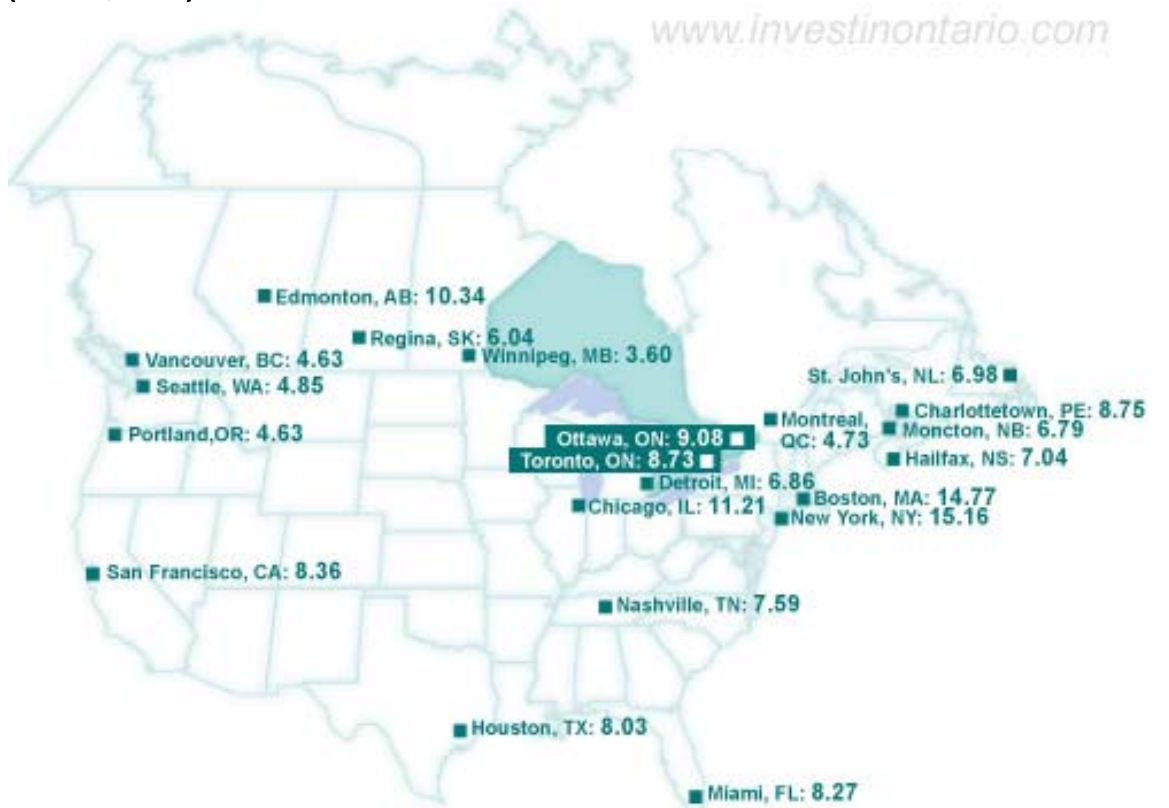 www.investinontario.com
Edmonton, AB: 10.34
Regina, SK: 6.04
Winnipeg, MB: 3.60
Vancouver, BC: 4.63
Seattle, WA: 4.85
St. John's, NL: 6.98
Portland,OR: 4.63
Montreal,
QC: 4.73
Charlottetown, PE: 8.75
Moncton, NB: 6.79
Hailfax, NS: 7.04
Ottawa, ON: 9.08
Toronto, ON: 8.73
Detroit, MI: 6.86
Chicago, IL: 11.21
Boston, MA: 14.77
New York, NY: 15.16
San Francisco, CA: 8.36
Nashville, TN: 7.59
Houston, TX: 8.03
Miami, FL: 8.27